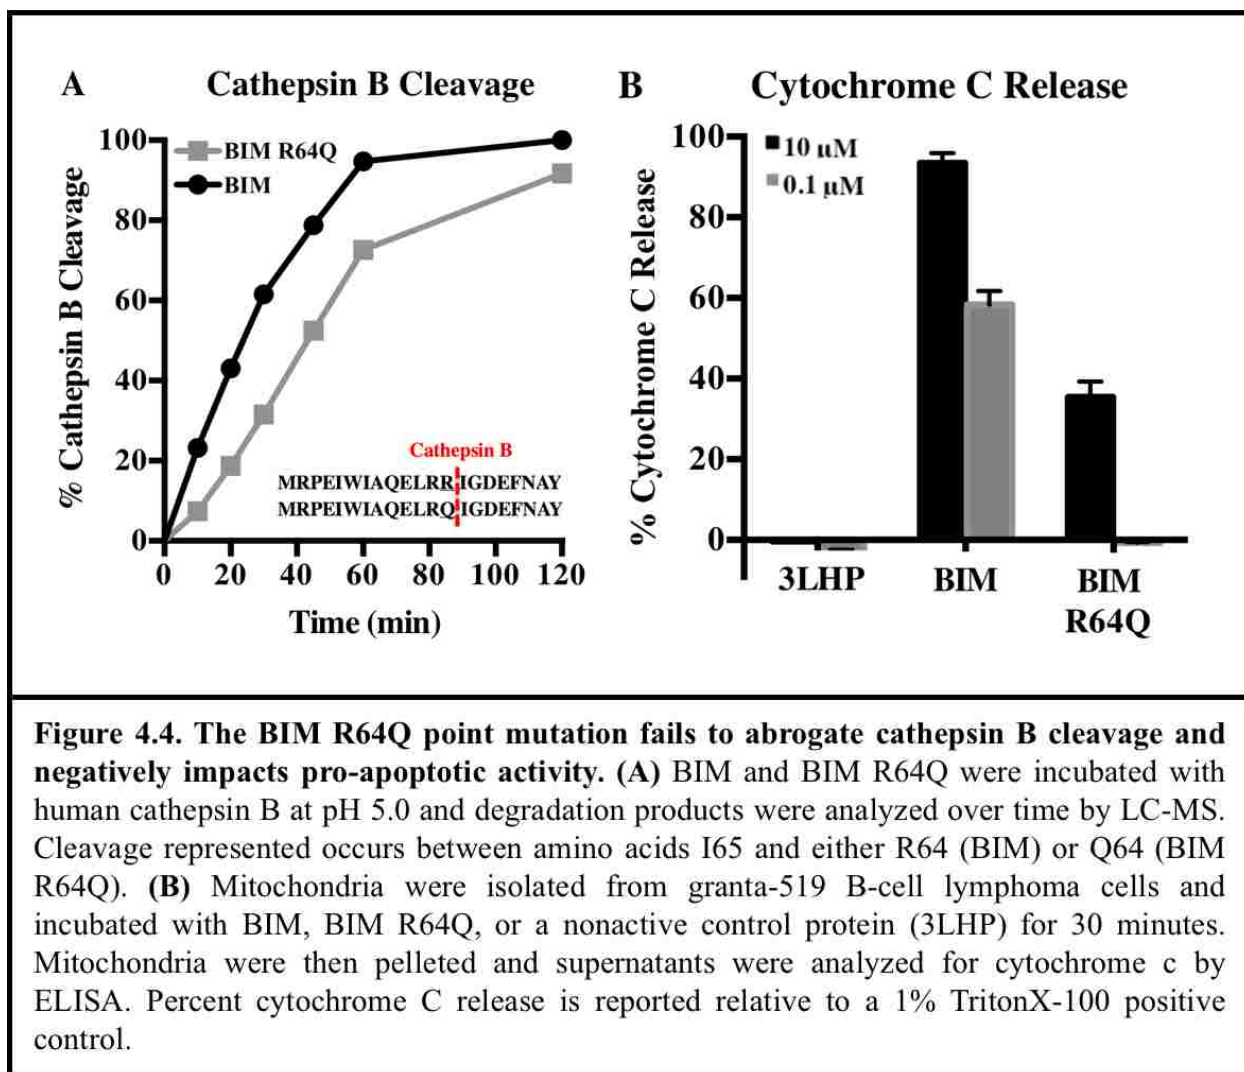 A
Cathepsin B Cleavage
% Cathepsin B Cleavage
100
80
60
40
20
0
BIM R64Q
BIM
Cathepsin B
MRPEIWIAQELRRIGDEFNAY
MRPEIWIAQELRQIGDEFNAY
0 20 40 60 80 100 120
Time (min)
B
Cytochrome C Release
% Cytochrome C Release
100
80
60
40
20
0
10 uM
0.1 µM
3LHP BIM BIM
R64Q
Figure 4.4. The BIM R64Q point mutation fails to abrogate cathepsin B cleavage and
negatively impacts pro-apoptotic activity. (A) BIM and BIM R64Q were incubated with
human cathepsin B at pH 5.0 and degradation products were analyzed over time by LC-MS.
Cleavage represented occurs between amino acids I65 and either R64 (BIM) or Q64 (BIM
R64Q). (B) Mitochondria were isolated from granta-519 B-cell lymphoma cells and
incubated with BIM, BIM R64Q, or a nonactive control protein (3LHP) for 30 minutes.
Mitochondria were then pelleted and supernatants were analyzed for cytochrome c by
ELISA. Percent cytochrome C release is reported relative to a 1% TritonX-100 positive
control.